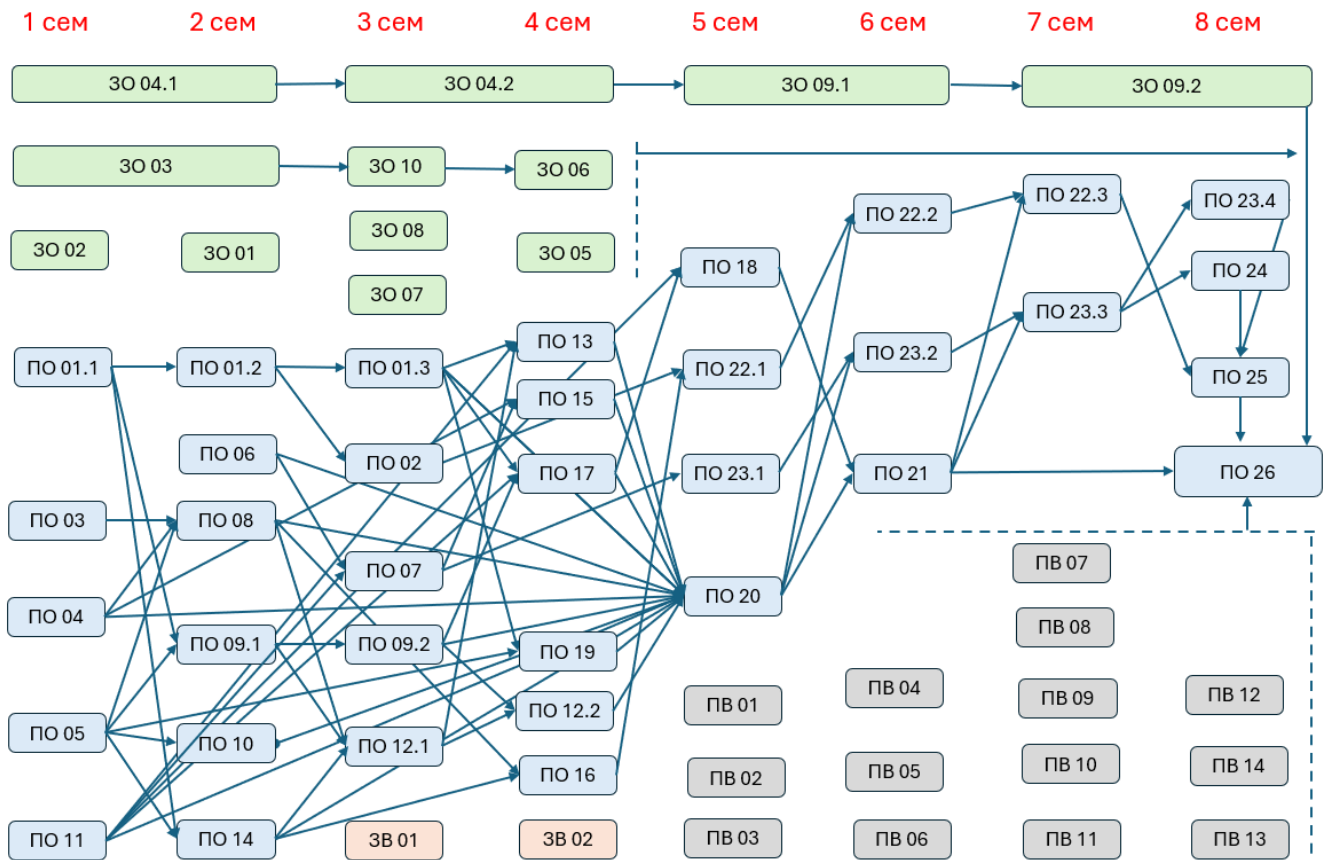 1 сем 2 сем 3 сем 4 сем 5 сем 6 сем 7 сем 8 сем
ЗО 04.1 ЗО 04.2 ЗО 09.1 ЗО 09.2
ЗО 03 ЗО 10 ЗО 06
ПО 22.3 ПО 23.4
ПО 22.2
ЗО 02 ЗО 01 ЗО 08 ЗО 05
ПО 18 ПО 24
ЗО 07
ПО 13 ПО 23.2 ПО 23.3
ПО 01.1 ПО 01.2 ПО 01.3 ПО 22.1 ПО 25
ПО 15
ПО 06 ПО 02 ПО 17 ПО 23.1 ПО 21 ПО 26
ПО 03 ПО 08
ПО 07 ПВ 07
ПО 04 ПО 20
ПО 09.1 ПО 09.2 ПО 19 ПВ 08
ПО 12.2 ПВ 01 ПВ 04 ПВ 09 ПВ 12
ПО 05 ПО 10 ПО 12.1
ПО 16 ПВ 02 ПВ 05 ПВ 10 ПВ 14
ПО 11 ПО 14 ЗВ 01 ЗВ 02 ПВ 03 ПВ 06 ПВ 11 ПВ 13